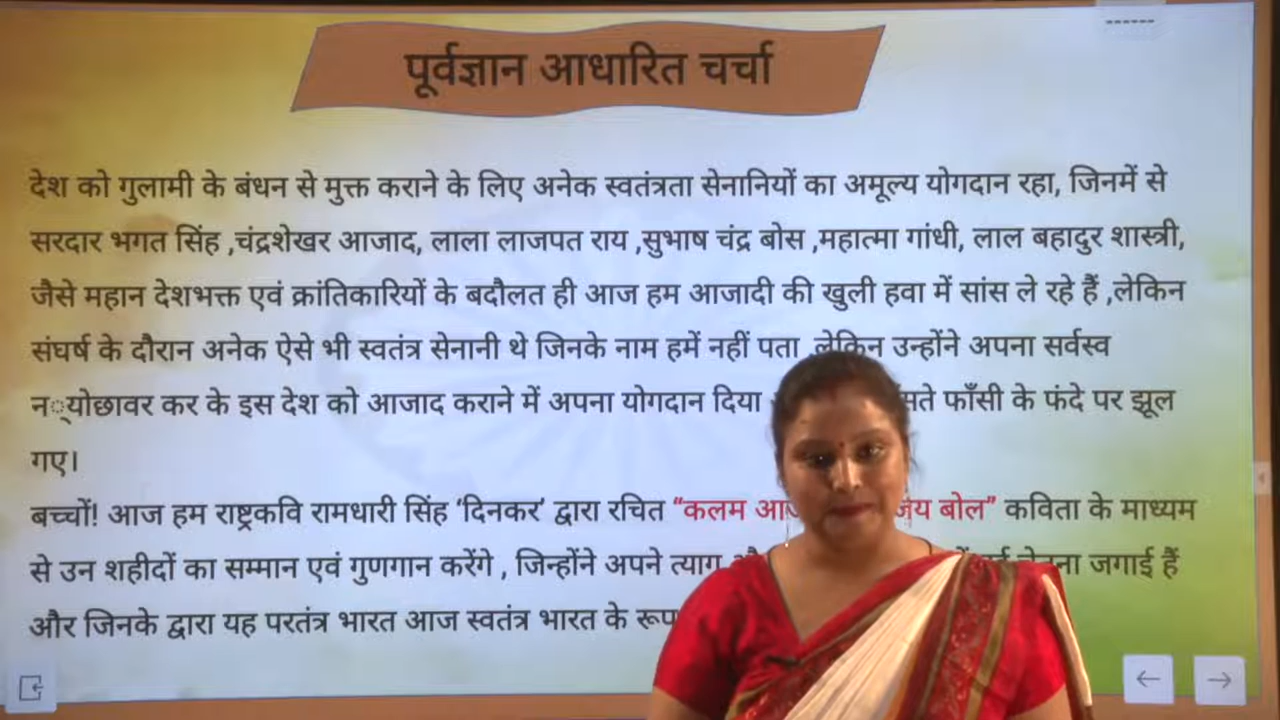 पूर्वज्ञान आधारित चर्चा
देश को गुलामी के बंधन से मुक्त कराने के लिए अनेक स्वतंत्रता सेनानियों का अमूल्य योगदान रहा, जिनमें से
सरदार भगत सिंह ,चंद्रशेखर आजाद, लाला लाजपत राय ,सुभाष चंद्र बोस ,महात्मा गांधी, लाल बहादुर शास्त्री,
जैसे महान देशभक्त एवं क्रांतिकारियों के बदौलत ही आज हम आजादी की खुली हवा में सांस ले रहे हैं ,लेकिन
संघर्ष के दौरान अनेक ऐसे भी स्वतंत्र सेनानी थे जिनके नाम हमें नहीं पता ,लेकिन उन्होंने अपना सर्वस्व
न्‌ोछावर कर के इस देश को आजाद कराने में अपना योगदान दिया फाँसी के फंदे पर झूल
गए।
बच्चों! आज हम राष्ट्रकवि रामधारी सिंह ‘दिनकर’ द्वारा रचित “कलम जय बोल” कविता के माध्यम
से उन शहीदों का सम्मान एवं गुणगान करेंगे , जिन्होंने अपने त्याग जगाई हैं
और जिनके द्वारा यह परतंत्र भारत आज स्वतंत्र भारत के